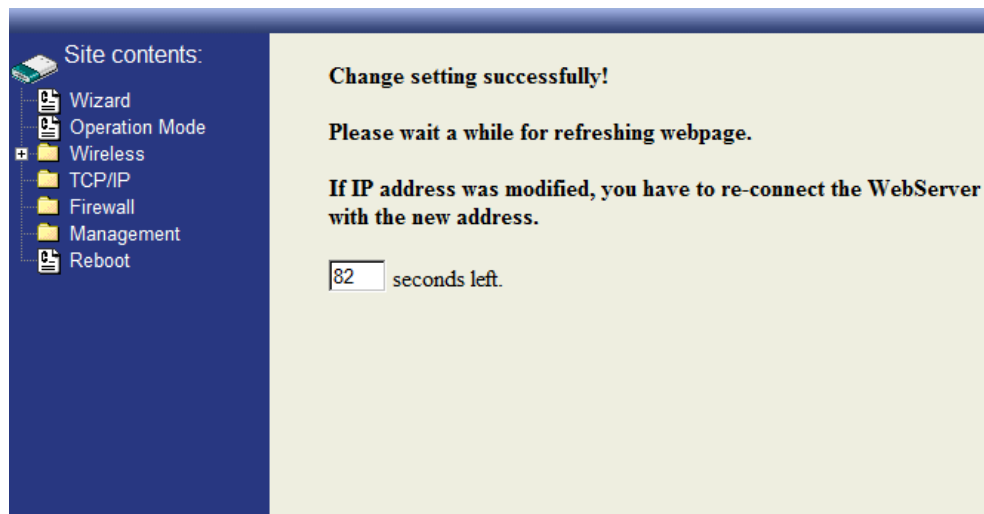 Site contents:
Wizard
Operation Mode
Wireless
TCP/IP
Firewall
Management
Reboot
Change setting successfully!
Please wait a while for refreshing webpage.
If IP address was modified, you have to re-connect the WebServer
with the new address.
82 seconds left.